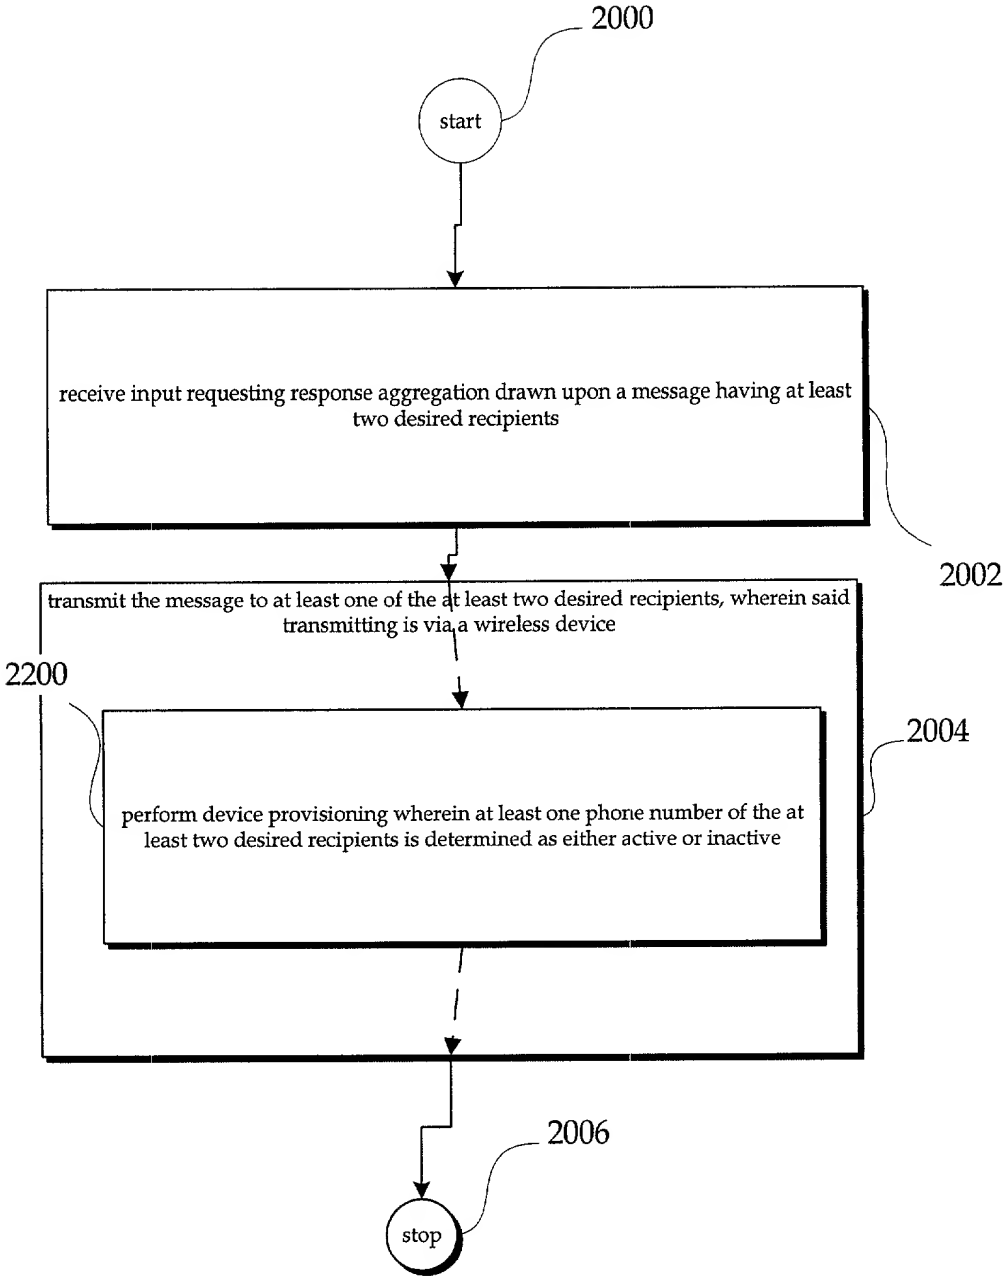 2000
start
receive input requesting response aggregation drawn upon a message having at least
two desired recipients
2002
transmit the message to at least one of the at least two desired recipients, wherein said
transmitting is via a wireless device
2200
2004
perform device provisioning wherein at least one phone number of the at
least two desired recipients is determined as either active or inactive
2006
stop